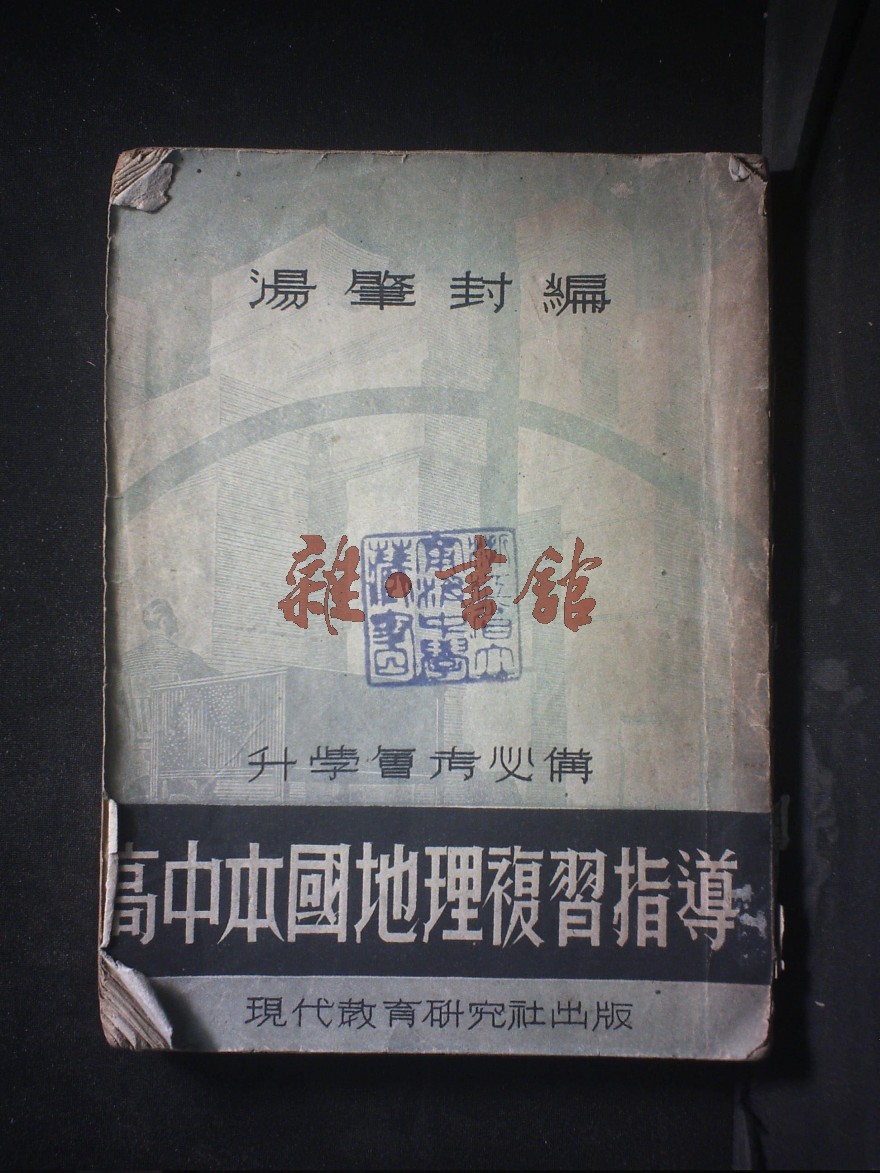 湯肇封編
雜·書館
升學會考必備
高中本國地理複習指導
現代教育研究社出版